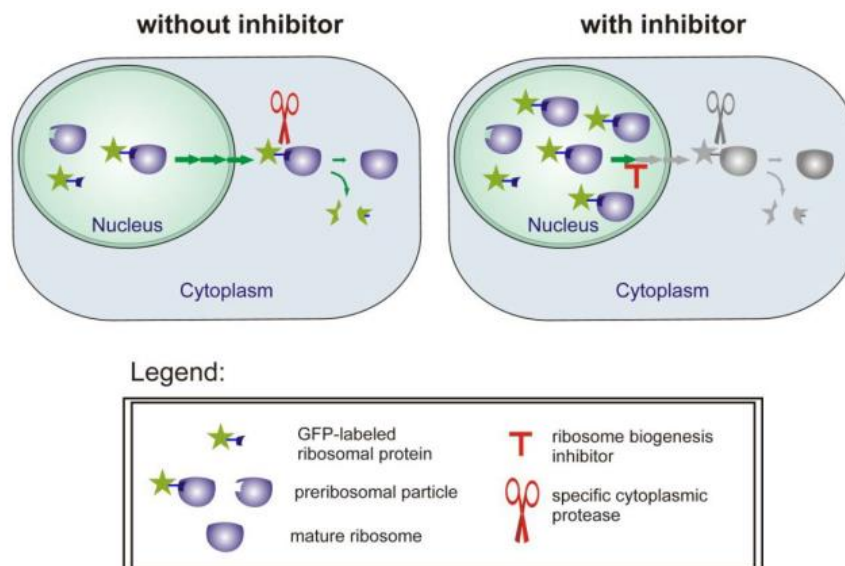 without inhibitor
with inhibitor
Nucleus
Cytoplasm
Nucleus
Cytoplasm
Legend:
GFP-labeled
ribosomal protein
preribosomal particle
mature ribosome
ribosome biogenesis
inhibitor
specific cytoplasmic
protease